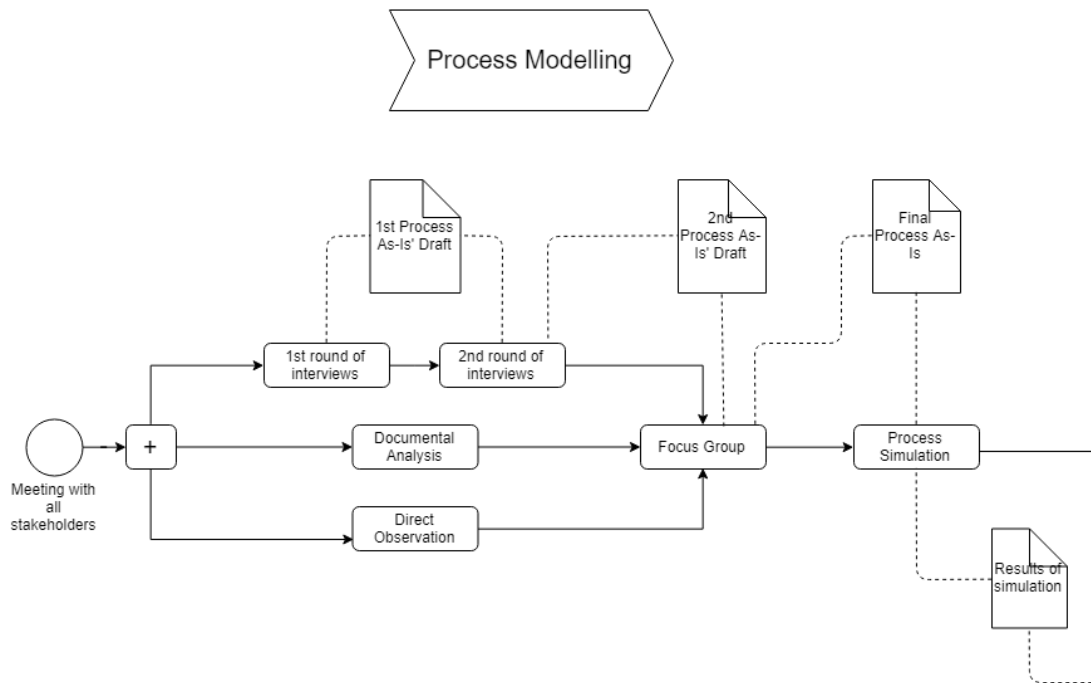 Process Modelling
1st Process
As-Is' Draft
2nd
Process As-
Is' Draft
Final
Process As-
Is
1st round of
interviews
2nd round of
interviews
+
Documental
Analysis
Focus Group
Process
Simulation
Meeting with
all
stakeholders
Direct
Observation
Results of
simulation